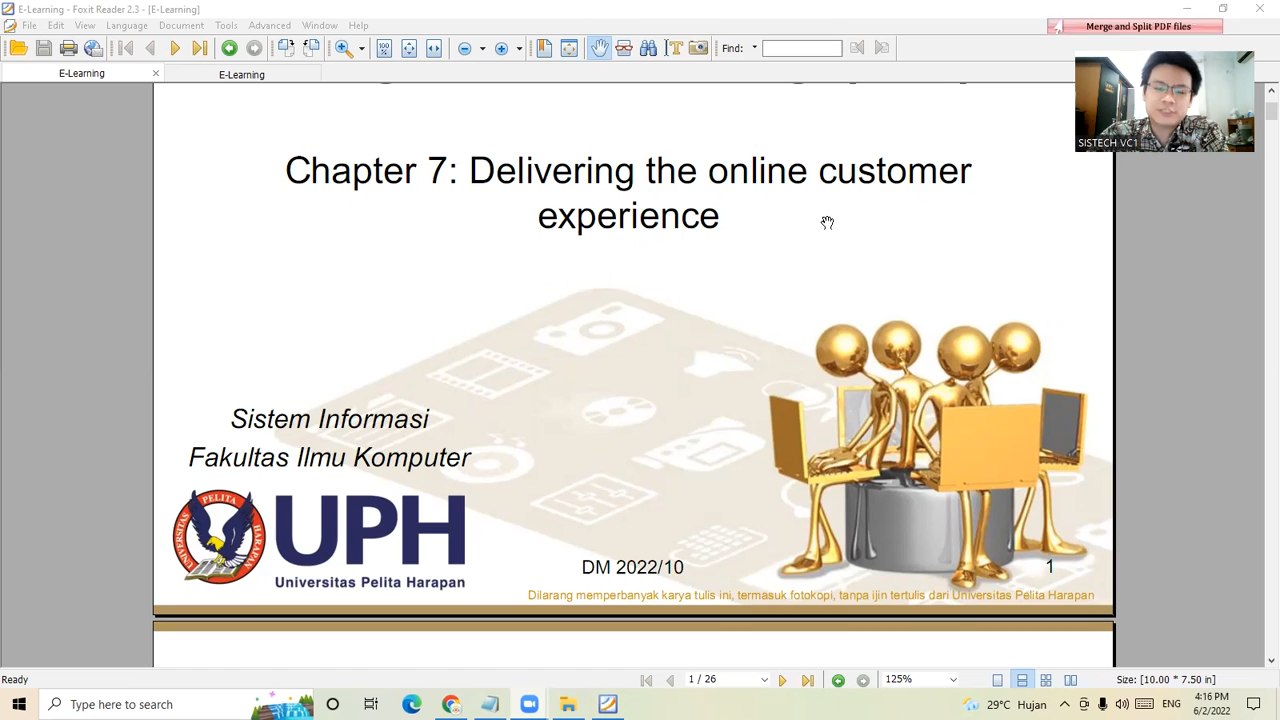 E-Learning - Foxit Reader 2.3 - [E-Learning]
File Edit View Language Document Tools Advanced Window Help
Merge and Split PDF files
Find:
E-Learning
E-Learning
SISTECH VC1
Chapter 7: Delivering the online customer
experience
Sistem Informasi
Fakultas Ilmu Komputer
UNIVERSITAS PELITA HARAPAN
UPH
Universitas Pelita Harapan
DM 2022/10
1
Dilarang memperbanyak karya tulis ini, termasuk fotokopi, tanpa ijin tertulis dari Universitas Pelita Harapan
Ready
1 / 26
125%
Size: [10.00 * 7.50 in]
Type here to search
29°C Hujan
ENG
4:16 PM
6/2/2022